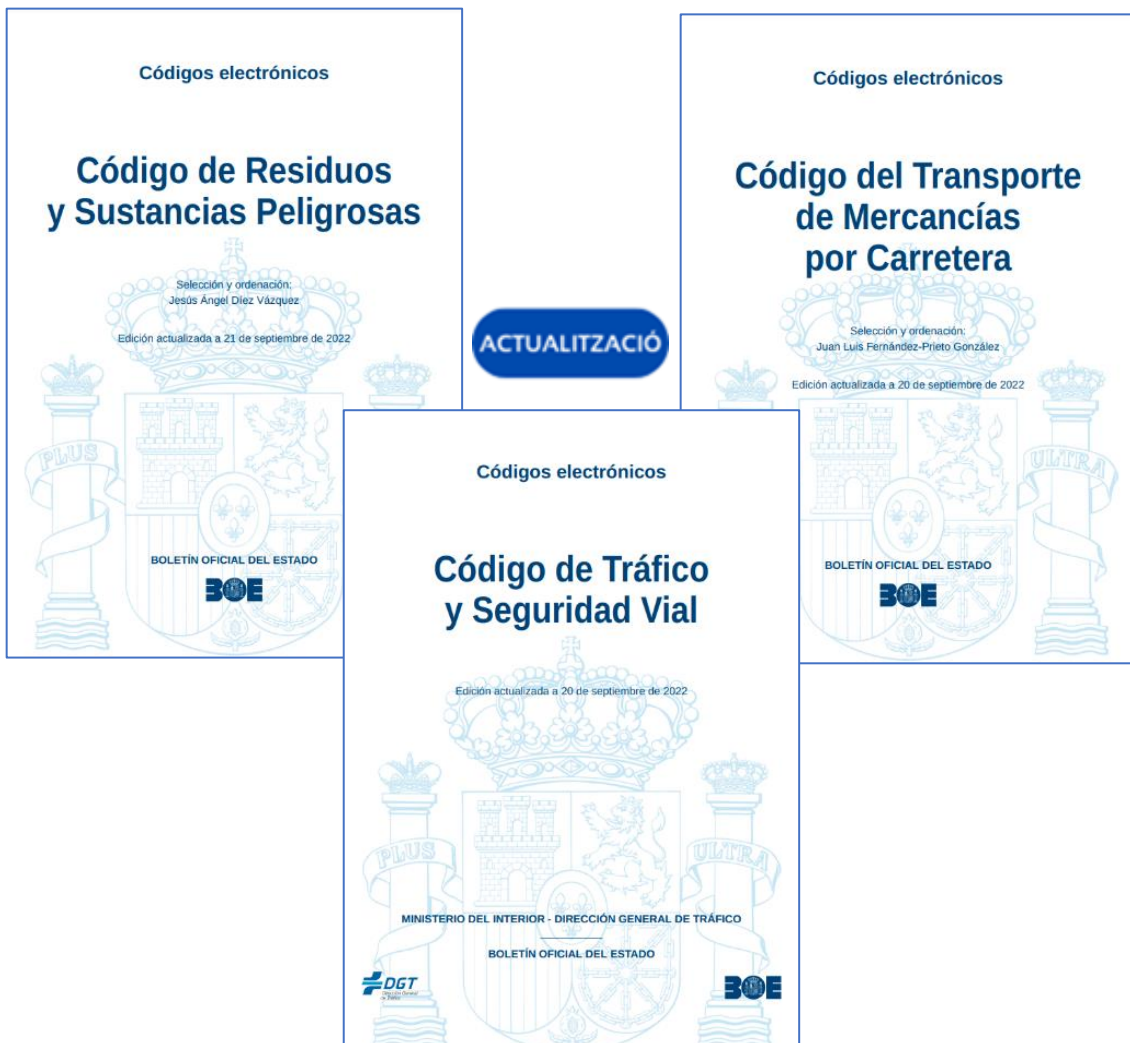 Códigos electrónicos
Código de Residuos
y Sustancias Peligrosas
Selección y ordenación:
Jesús Ángel Díez Vázquez
Edición actualizada a 21 de septiembre de 2022
PLUS
BOLETÍN OFICIAL DEL ESTADO
BOE
ACTUALITZACIÓ
Códigos electrónicos
Código del Transporte
de Mercancías
por Carretera
Selección y ordenación:
Juan Luis Fernández-Prieto González
Edición actualizada a 20 de septiembre de 2022
ULTRA
BOLETÍN OFICIAL DEL ESTADO
BOE
Códigos electrónicos
Código de Tráfico
y Seguridad Vial
Edición actualizada a 20 de septiembre de 2022
PLUS
ULTRA
MINISTERIO DEL INTERIOR - DIRECCIÓN GENERAL DE TRÁFICO
BOLETÍN OFICIAL DEL ESTADO
DGT
Dirección General
de Tráfico
BOE